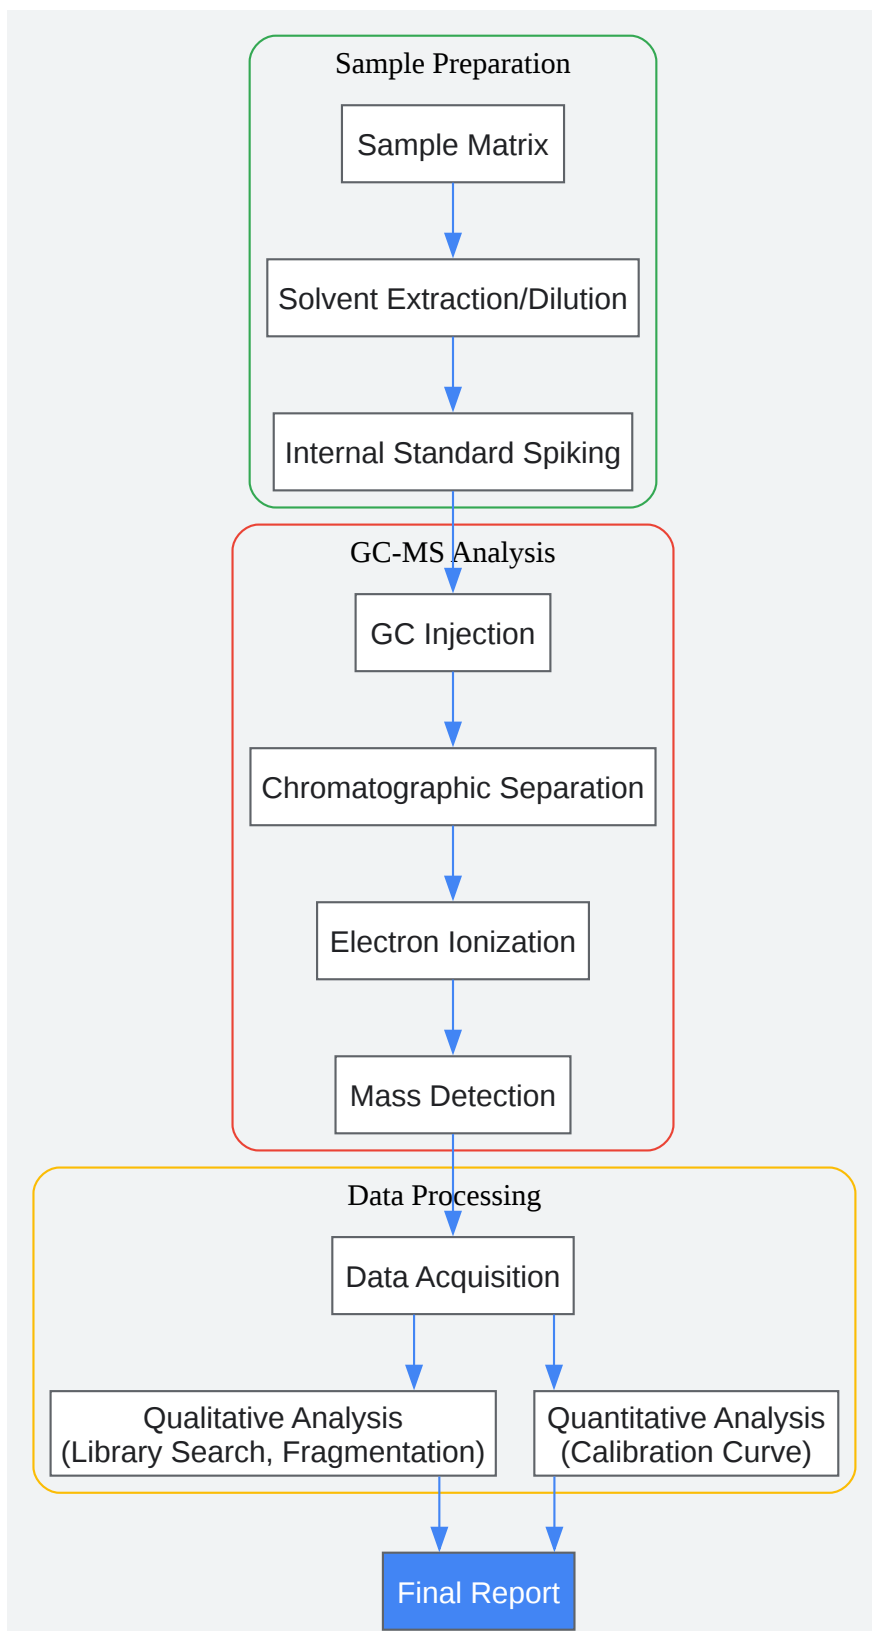 Sample Preparation
Sample Matrix
Solvent Extraction/Dilution
Internal Standard Spiking
GC-MS Analysis
GC Injection
Chromatographic Separation
Electron Ionization
Mass Detection
Data Processing
Data Acquisition
Qualitative Analysis
(Library Search, Fragmentation)
Quantitative Analysis
(Calibration Curve)
Final Report